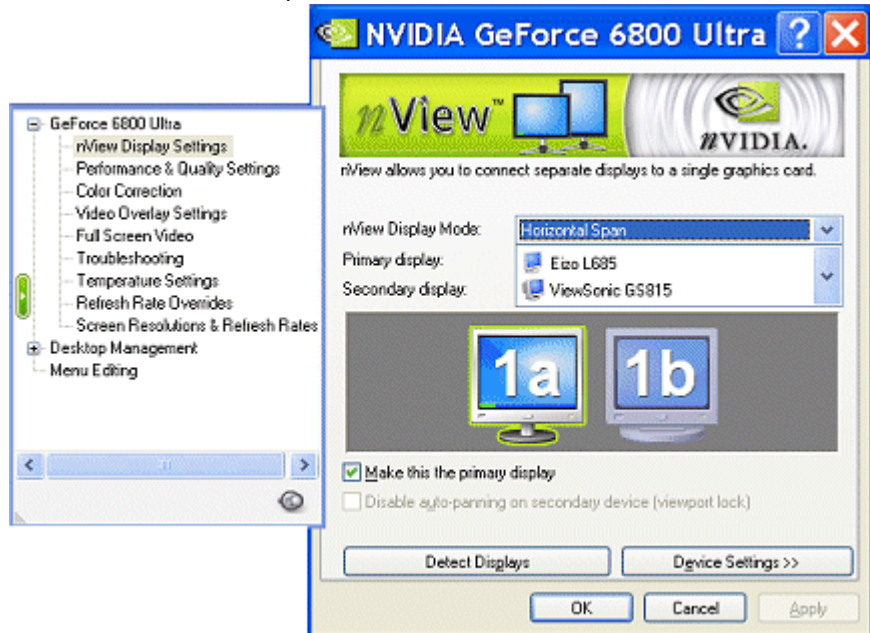 NVIDIA GeForce 6800 Ultra
nView™
NVIDIA.
nView allows you to connect separate displays to a single graphics card.
GeForce 6800 Ultra
nView Display Settings
Performance & Quality Settings
Color Correction
Video Overlay Settings
Full Screen Video
Troubleshooting
Temperature Settings
Refresh Rate Overrides
Screen Resolutions & Refresh Rates
Desktop Management
Menu Editing
nView Display Mode: Horizontal Span
Primary display: Eizo L685
Secondary display: ViewSonic GS815
1a 1b
Make this the primary display
Disable auto-panning on secondary device (viewport lock)
Detect Displays Device Settings >>
OK Cancel Apply